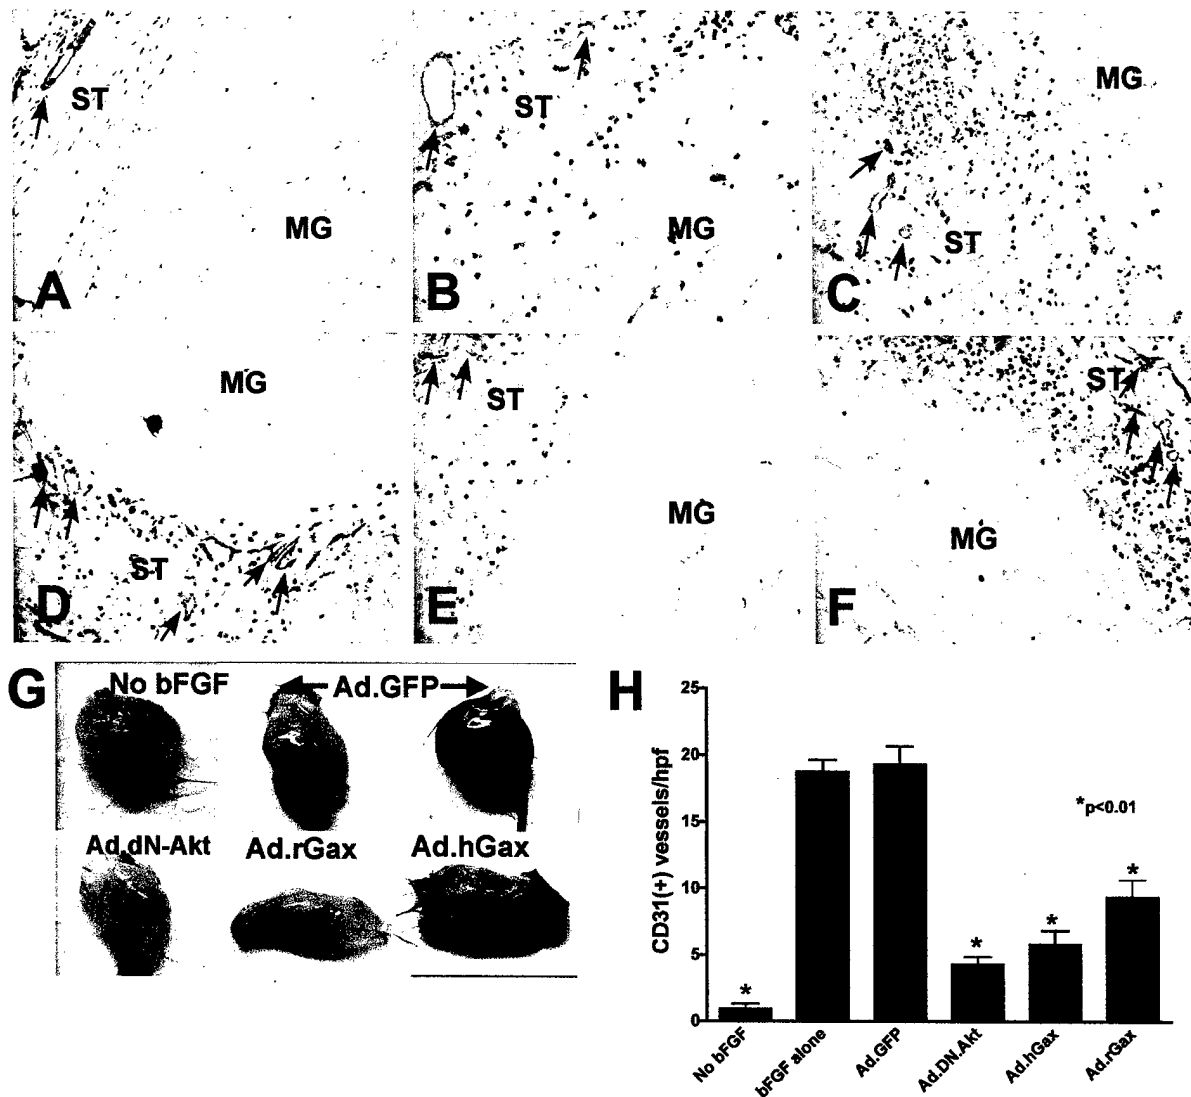 ST
MG
A
ST
MG
B
MG
ST
C
MG
ST
D
ST
MG
E
ST
MG
F
G
No bFGF
Ad.GFP
Ad.dN-Akt
Ad.rGax
Ad.hGax
H
CD31(+) vessels/hpf
25
20
15
10
5
0
*p<0.01
*
*
*
*
No bFGF
bFGF alone
Ad.GFP
Ad.DN.Akt
Ad.hGax
Ad.rGax